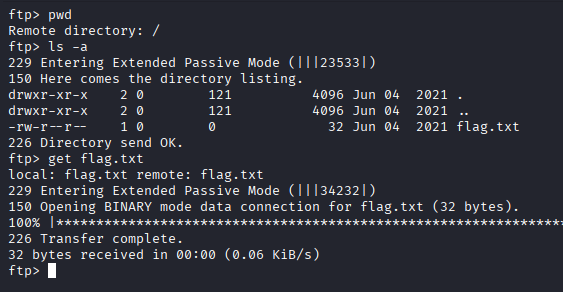 ftp> pwd
Remote directory: /
ftp> ls -a
229 Entering Extended Passive Mode (|||23533|)
150 Here comes the directory listing.
drwxr-xr-x    2 0        121          4096 Jun 04  2021 .
drwxr-xr-x    2 0        121          4096 Jun 04  2021 ..
-rw-r--r--    1 0        0              32 Jun 04  2021 flag.txt
226 Directory send OK.
ftp> get flag.txt
local: flag.txt remote: flag.txt
229 Entering Extended Passive Mode (|||34232|)
150 Opening BINARY mode data connection for flag.txt (32 bytes).
100% |****************************************************************
226 Transfer complete.
32 bytes received in 00:00 (0.06 KiB/s)
ftp>